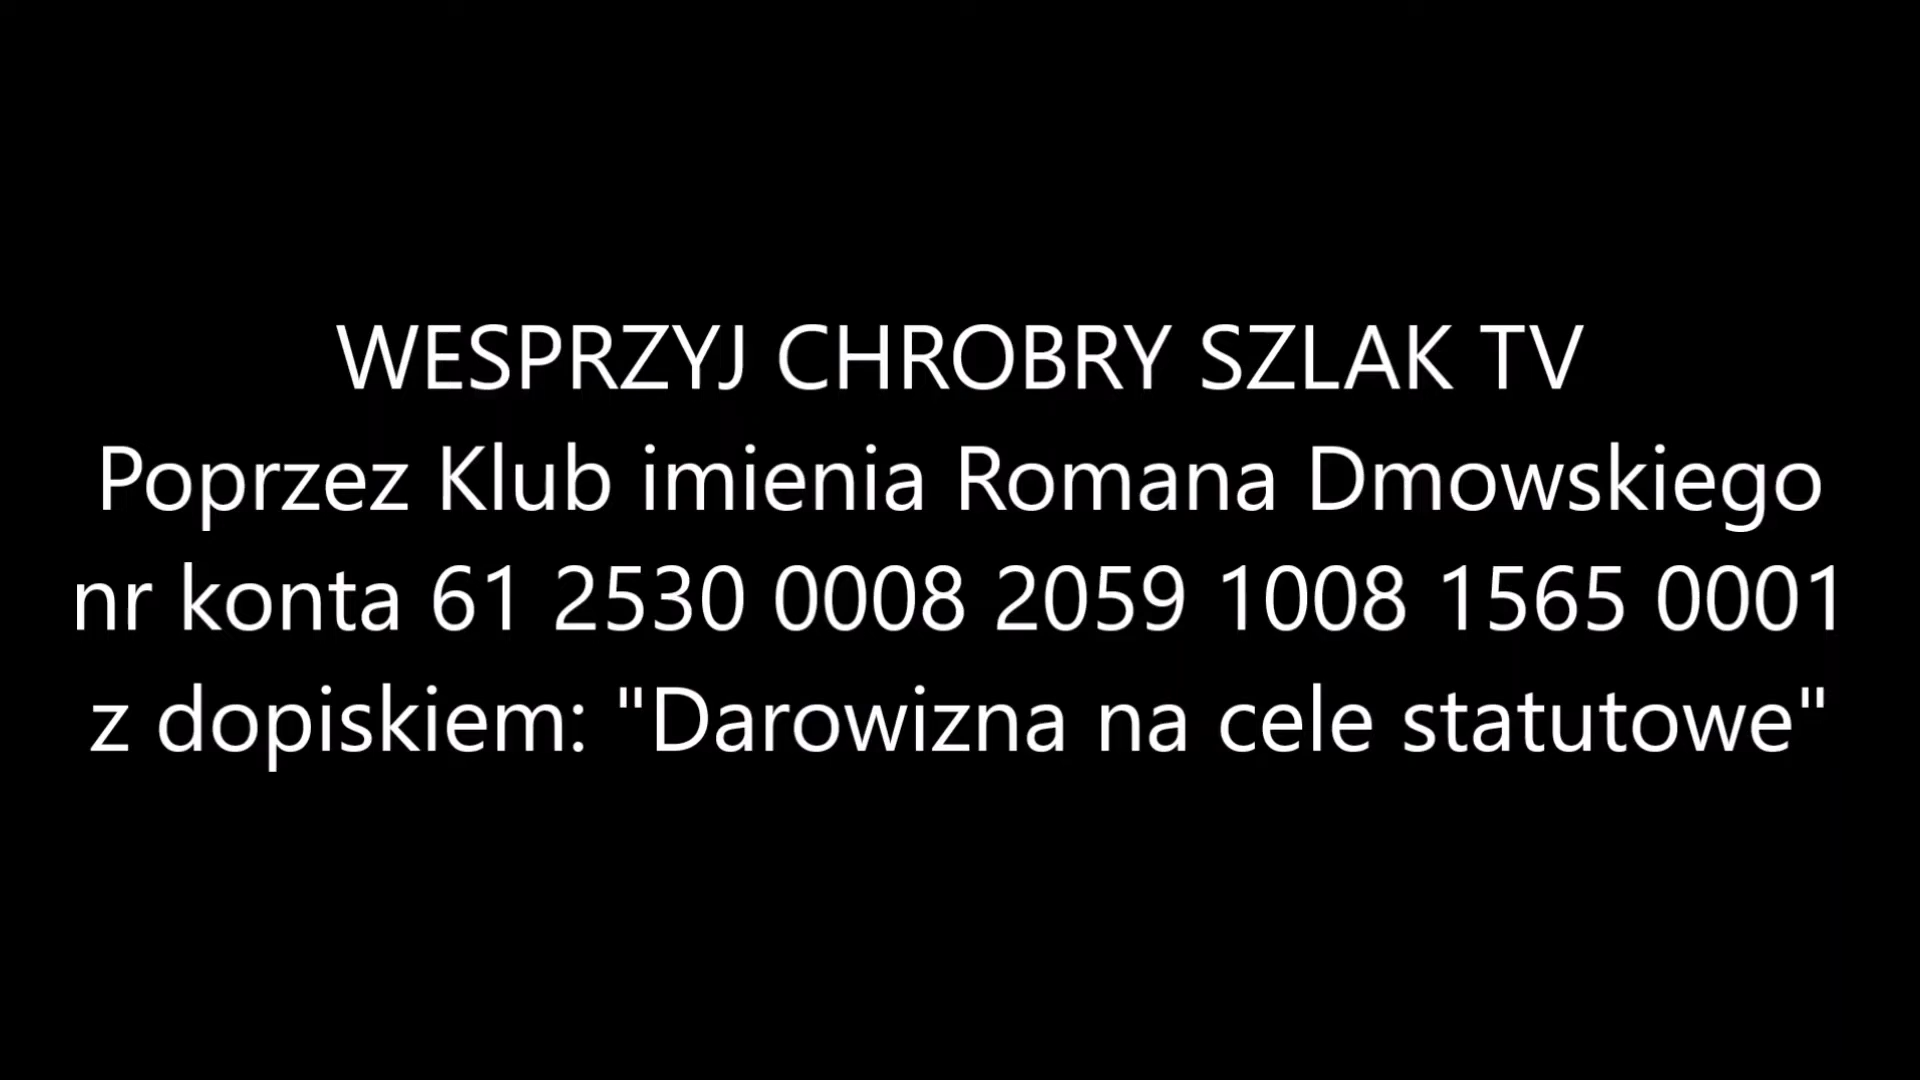 WESPRZYJ CHROBRY SZLAK TV
Poprzez Klub imienia Romana Dmowskiego
nr konta 61 2530 0008 2059 1008 1565 0001
z dopiskiem: "Darowizna na cele statutowe"